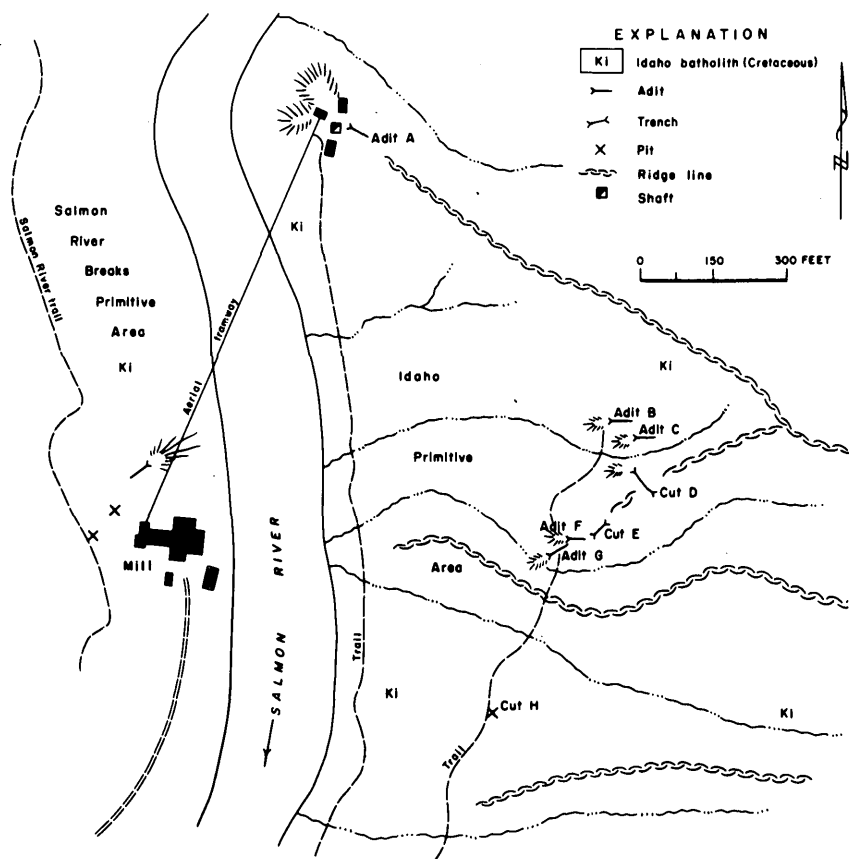 EXPLANATION
Ki Idaho batholith (Cretaceous)
Adit
Trench
Pit
Ridge line
Shaft
N
0 150 300 FEET
Adit A
Ki
Salmon
River
Breaks
Primitive
Area
Ki
Salmon River trail
Aerial tramway
Idaho
Ki
Primitive
Area
Adit B
Adit C
Cut D
Adit F
Cut E
Adit G
Mill
SALMON RIVER
Trail
Ki
Cut H
Ki
Trail